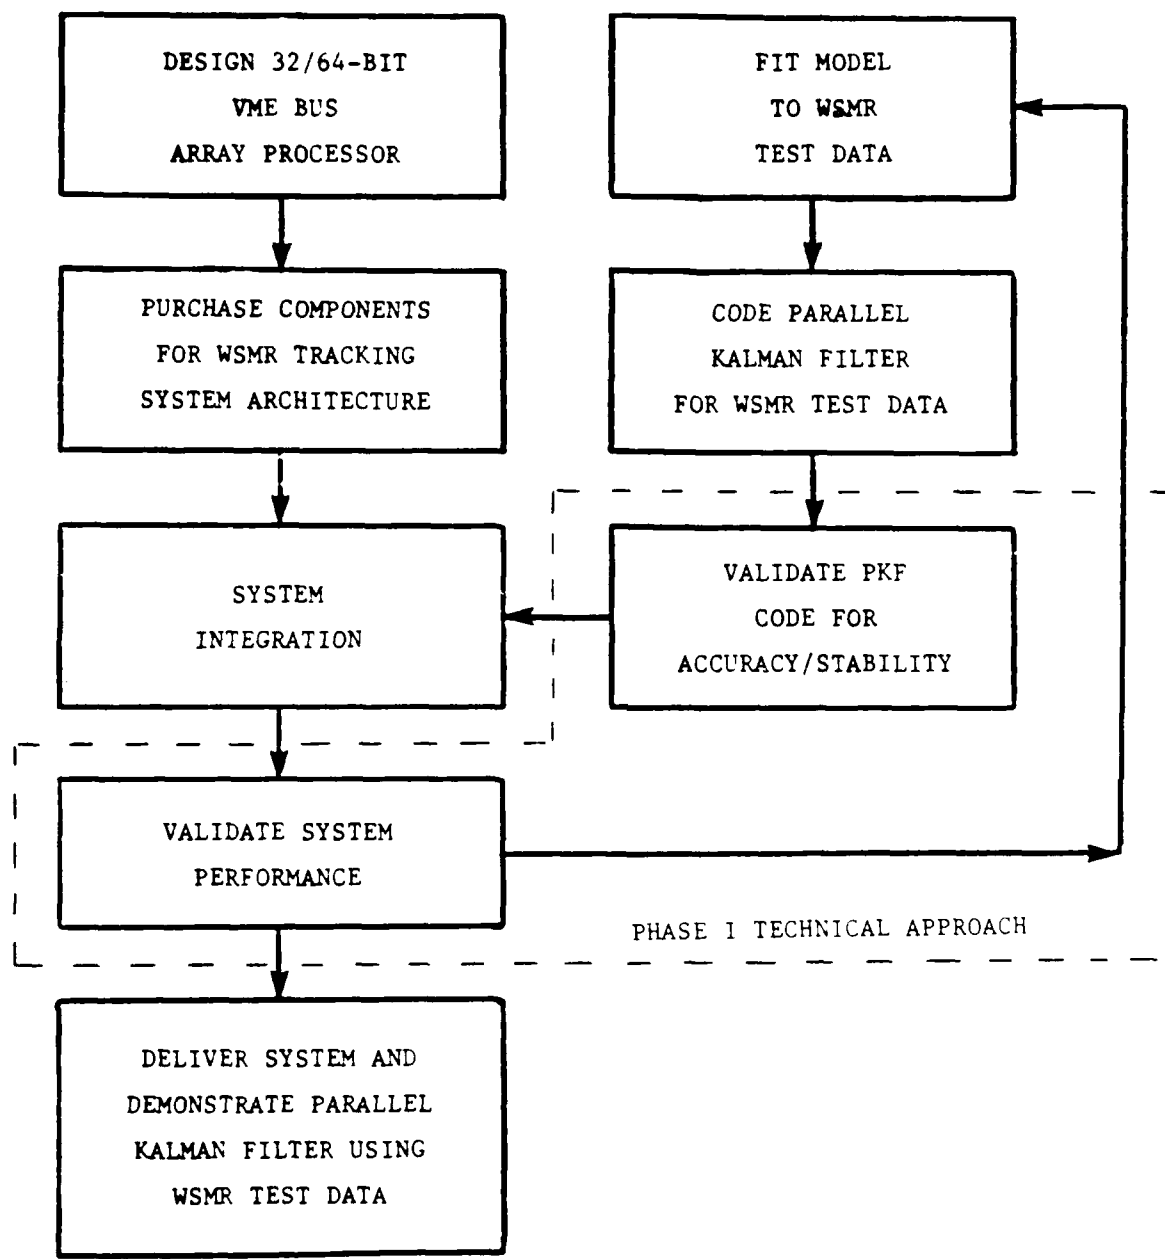 DESIGN 32/64-BIT
VME BUS
ARRAY PROCESSOR
FIT MODEL
TO WSMR
TEST DATA
PURCHASE COMPONENTS
FOR WSMR TRACKING
SYSTEM ARCHITECTURE
CODE PARALLEL
KALMAN FILTER
FOR WSMR TEST DATA
SYSTEM
INTEGRATION
VALIDATE PKF
CODE FOR
ACCURACY/STABILITY
VALIDATE SYSTEM
PERFORMANCE
PHASE I TECHNICAL APPROACH
DELIVER SYSTEM AND
DEMONSTRATE PARALLEL
KALMAN FILTER USING
WSMR TEST DATA